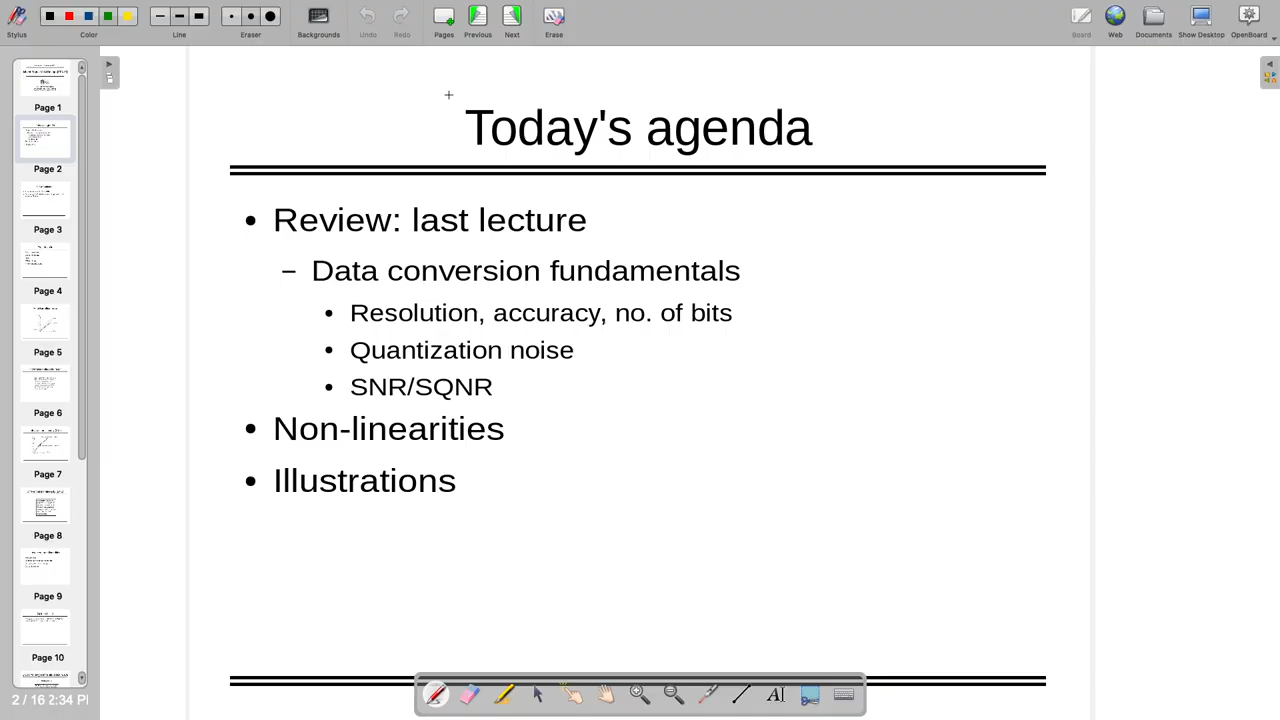 Stylus
Color
Line
Eraser
Backgrounds
Undo
Redo
Pages
Previous
Next
Erase
Board
Web
Documents
Show Desktop
OpenBoard
Page 1
Page 2
Page 3
Page 4
Page 5
Page 6
Page 7
Page 8
Page 9
Page 10
2 / 16 2:34 P
Today's agenda
• Review: last lecture
– Data conversion fundamentals
• Resolution, accuracy, no. of bits
• Quantization noise
• SNR/SQNR
• Non-linearities
• Illustrations
AI